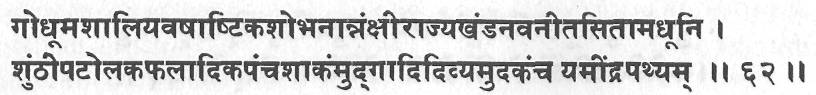 गोधूमशालियवषाष्टिकशोभनान्नंक्षीराज्यखंडनवनीतसितामधूनि ।
शुंठीपटोलकफलादिकपंचशाकंमुद्गादिदिव्यमुदकंच यमींद्रपथ्यम् ॥ ६२ ॥